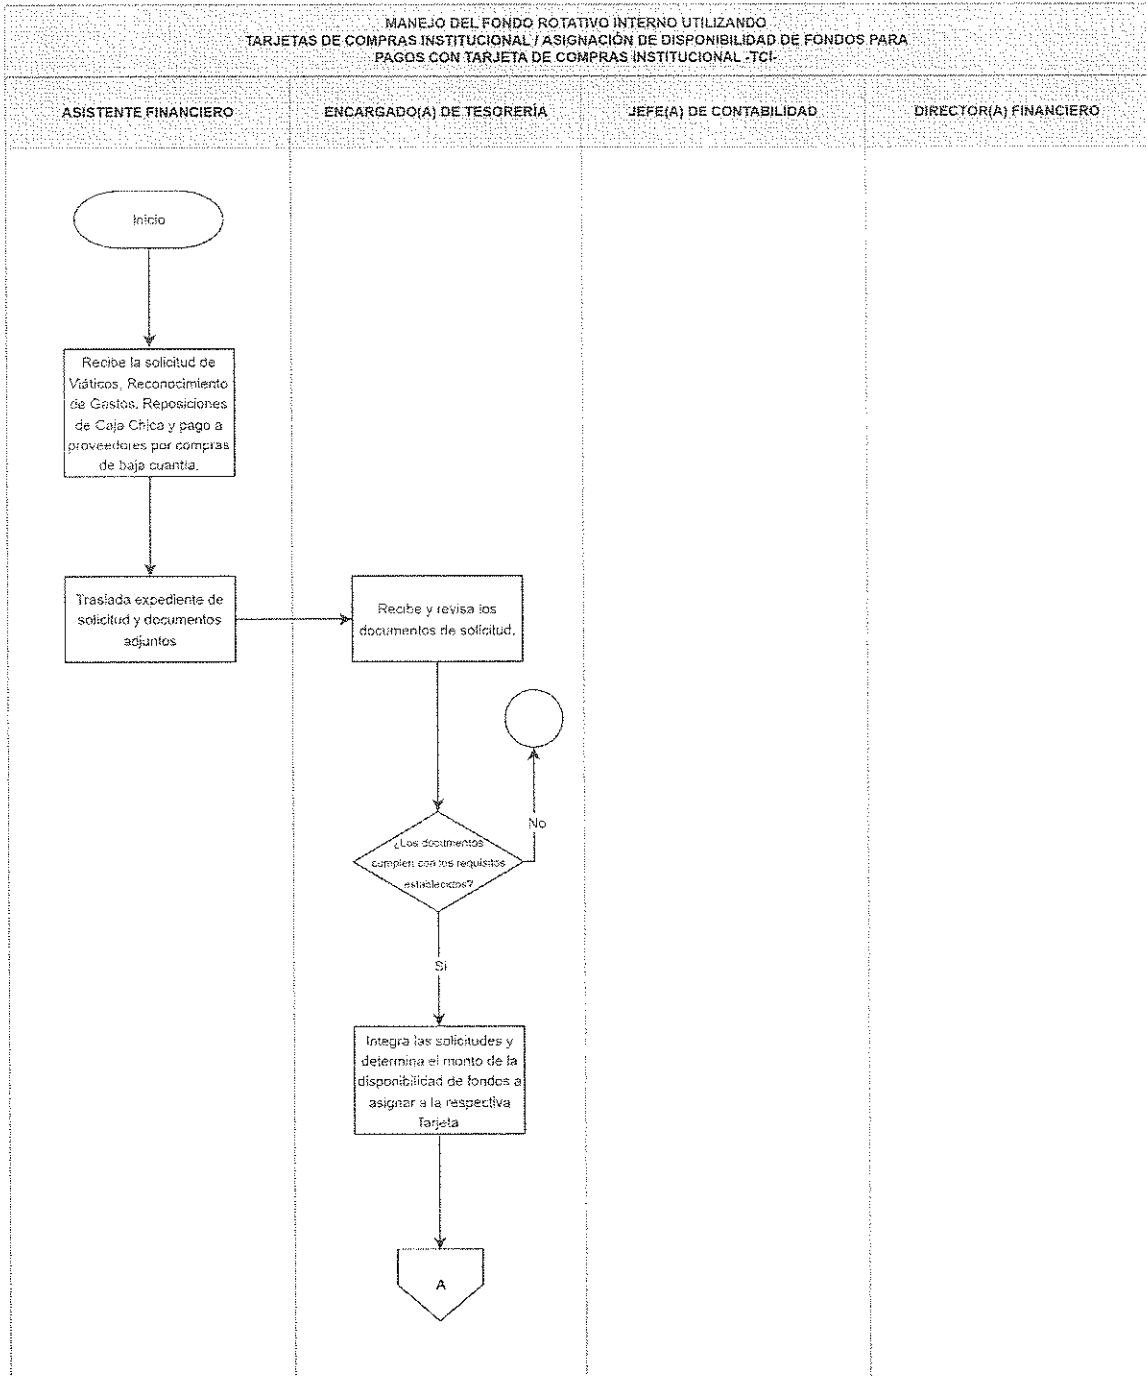 MANEJO DEL FONDO ROTATIVO INTERNO UTILIZANDO
TARJETAS DE COMPRAS INSTITUCIONAL / ASIGNACIÓN DE DISPONIBILIDAD DE FONDOS PARA
PAGOS CON TARJETA DE COMPRAS INSTITUCIONAL -TCI-
ASISTENTE FINANCIERO
ENCARGADO(A) DE TESORERÍA
JEFE(A) DE CONTABILIDAD
DIRECTOR(A) FINANCIERO
Inicio
Recibe la solicitud de
Viáticos, Reconocimiento
de Gastos, Reposiciones
de Caja Chica y pago a
proveedores por compras
de baja cuantía.
Traslada expediente de
solicitud y documentos
adjuntos
Recibe y revisa los
documentos de solicitud.
¿Los documentos
cumplen con los requisitos
establecidos?
No
Si
Integra las solicitudes y
determina el monto de la
disponibilidad de fondos a
asignar a la respectiva
Tarjeta
A